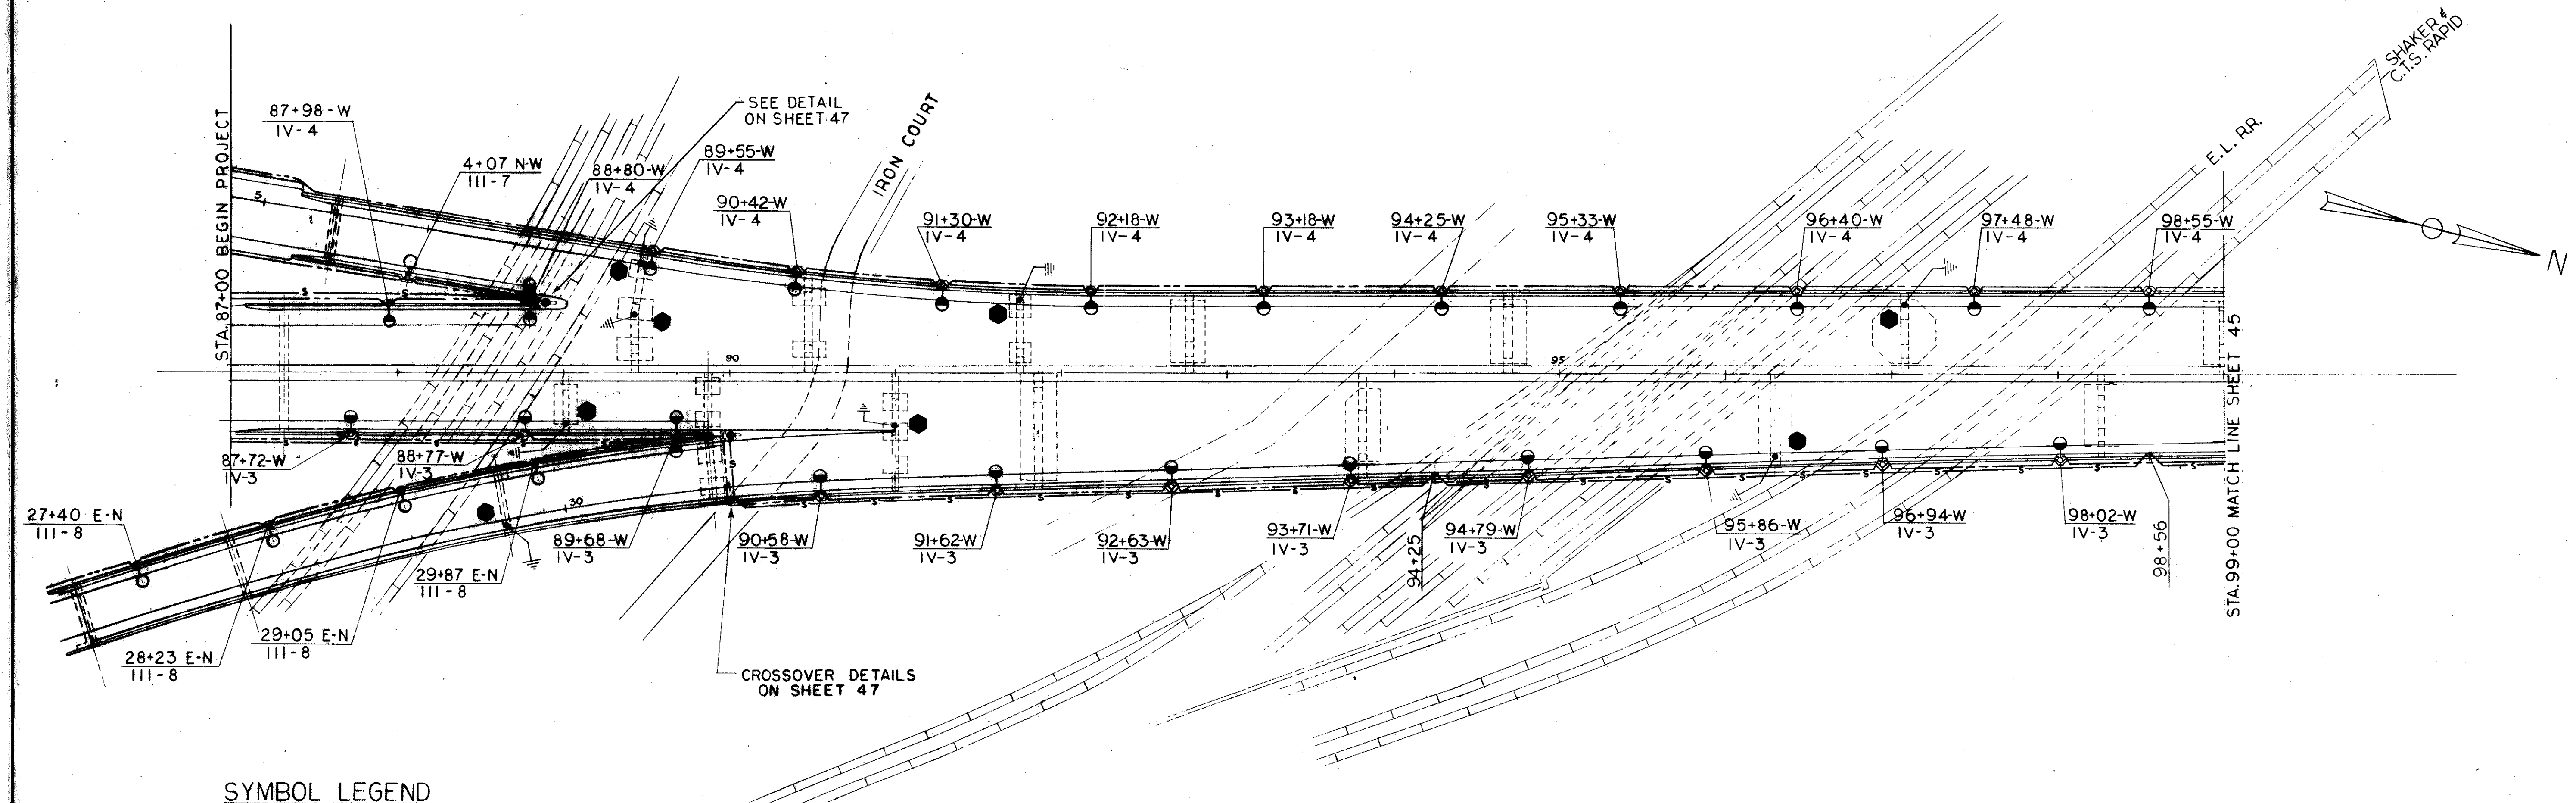 SHAKER &
C.T.S. RAPID
E. L. R.R.
N
STA. 87+00 BEGIN PROJECT
87+98-W
IV-4
4+07 N-W
III-7
SEE DETAIL
ON SHEET 47
88+80-W
IV-4
89+55-W
IV-4
90+42-W
IV-4
IRON COURT
91+30-W
IV-4
92+18-W
IV-4
93+18-W
IV-4
94+25-W
IV-4
95+33-W
IV-4
96+40-W
IV-4
97+48-W
IV-4
98+55-W
IV-4
S
S
S
90
95
STA. 99+00 MATCH LINE SHEET 45
87+72-W
IV-3
88+77-W
IV-3
30
27+40 E-N
III-8
28+23 E-N
III-8
29+05 E-N
III-8
29+87 E-N
III-8
89+68-W
IV-3
90+58-W
IV-3
91+62-W
IV-3
92+63-W
IV-3
93+71-W
IV-3
94+25
94+79-W
IV-3
95+86-W
IV-3
96+94-W
IV-3
98+02-W
IV-3
98+56
CROSSOVER DETAILS
ON SHEET 47
SYMBOL LEGEND